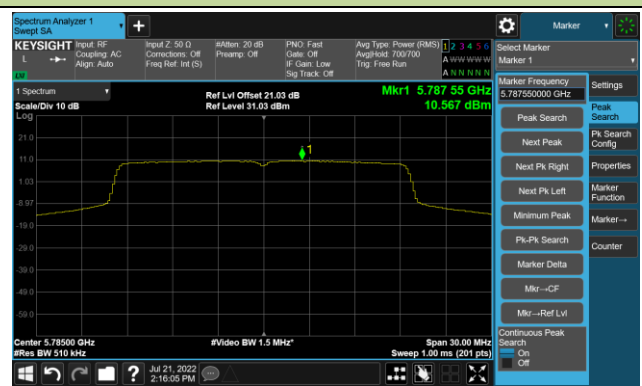 Spectrum Analyzer 1
Swept SA
+
Marker
KEYSIGHT
L
LV
Input: RF
Coupling: AC
Align: Auto
Input Z: 50 Ω
Corrections: Off
Freq Ref: Int (S)
#Atten: 20 dB
Preamp: Off
PNO: Fast
Gate: Off
IF Gain: Low
Sig Track: Off
Avg Type: Power (RMS)
Avg|Hold: 700/700
Trig: Free Run
1 2 3 4 5 6
A W W W W W
A N N N N N
Select Marker
Marker 1
1 Spectrum
Scale/Div 10 dB
Log
Ref Lvl Offset 21.03 dB
Ref Level 31.03 dBm
Mkr1 5.787 55 GHz
10.567 dBm
1
21.0
11.0
1.03
-8.97
-19.0
-29.0
-39.0
-49.0
-59.0
Center 5.78500 GHz
#Res BW 510 kHz
#Video BW 1.5 MHz*
Span 30.00 MHz
Sweep 1.00 ms (201 pts)
Marker Frequency
5.787550000 GHz
Peak Search
Next Peak
Next Pk Right
Next Pk Left
Minimum Peak
Pk-Pk Search
Marker Delta
Mkr→CF
Mkr→Ref Lvl
Continuous Peak
Search
On
Off
Settings
Peak
Search
Pk Search
Config
Properties
Marker
Function
Marker→
Counter
?
Jul 21, 2022
2:16:05 PM